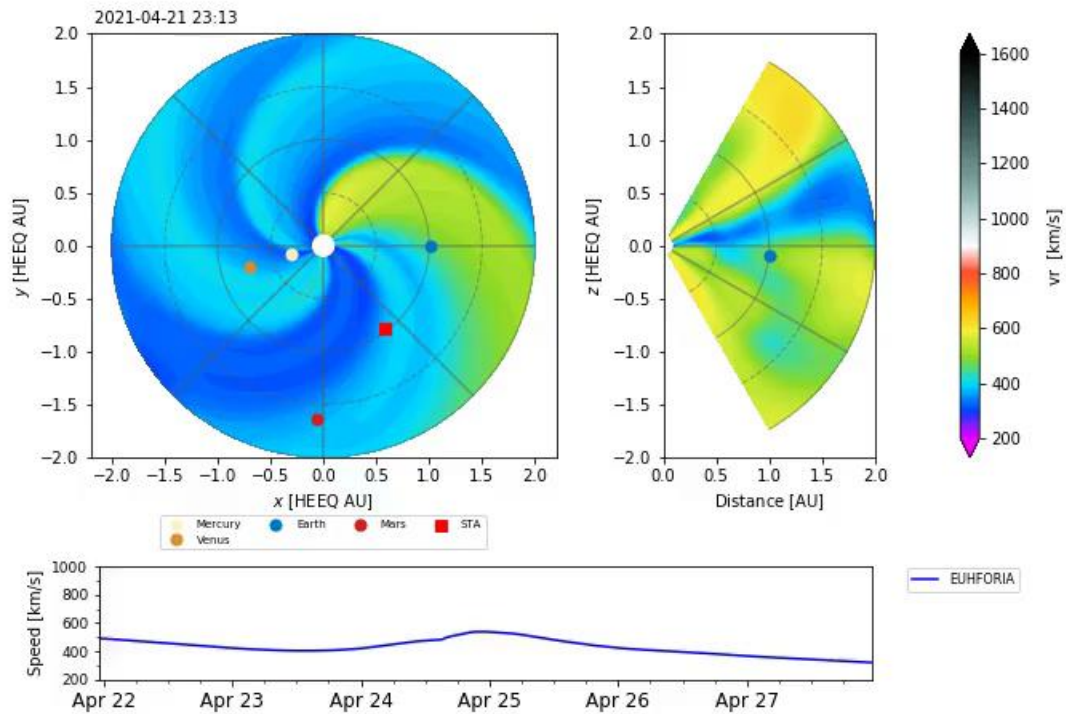 2021-04-21 23:13
2.0
1.5
1.0
0.5
0.0
−0.5
−1.0
−1.5
−2.0
y [HEEQ AU]
−2.0 −1.5 −1.0 −0.5 0.0 0.5 1.0 1.5 2.0
x [HEEQ AU]
2.0
1.5
1.0
0.5
0.0
−0.5
−1.0
−1.5
−2.0
z [HEEQ AU]
0.0 0.5 1.0 1.5 2.0
Distance [AU]
1600
1400
1200
1000
800
600
400
200
vr [km/s]
Mercury Earth Mars STA
Venus
1000
800
600
400
200
Speed [km/s]
Apr 22 Apr 23 Apr 24 Apr 25 Apr 26 Apr 27
EUHFORIA